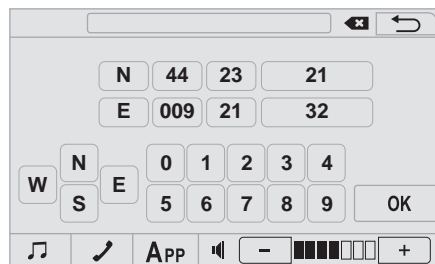 N 44 23 21
E 009 21 32
N 0 1 2 3 4
W E
S 5 6 7 8 9 OK
APP − +